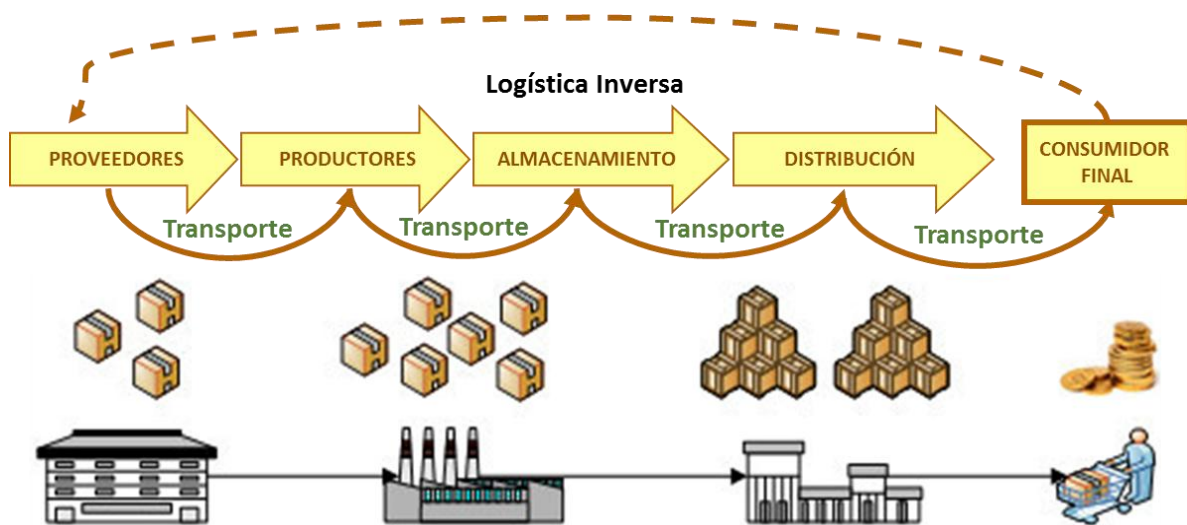 Logística Inversa
PROVEEDORES
PRODUCTORES
ALMACENAMIENTO
DISTRIBUCIÓN
CONSUMIDOR
FINAL
Transporte
Transporte
Transporte
Transporte